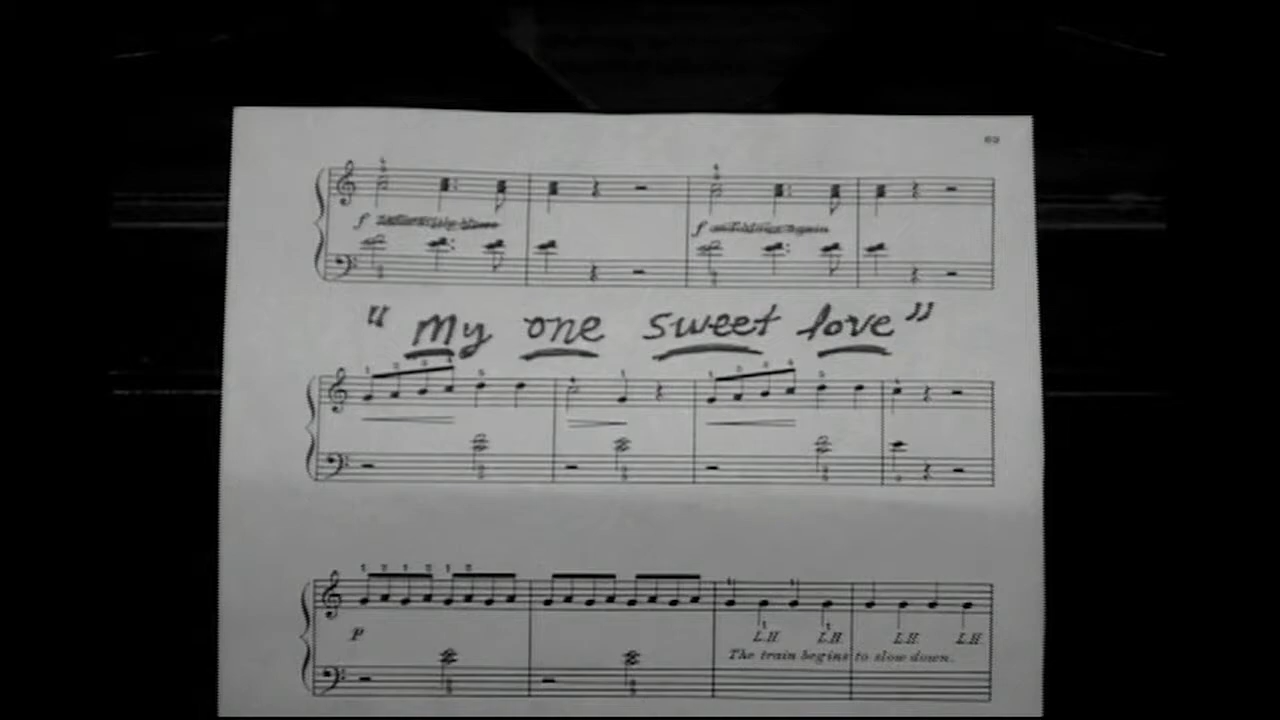 f
f
“ My one sweet love ”
p
L.H. L.H. L.H. L.H.
The train begins to slow down.